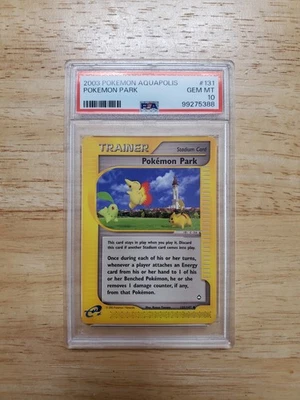 2003 POKEMON AQUAPOLIS #131
POKEMON PARK GEM MT
10
PSA 99275388
TRAINER Stadium Card
Pokémon Park
This card stays in play when you play it. Discard
this card if another Stadium card comes into play.
Once during each of his or her turns,
whenever a player attaches an Energy
card from his or her hand to 1 of his
or her Benched Pokémon, he or she
removes 1 damage counter, if any,
from that Pokémon.
e